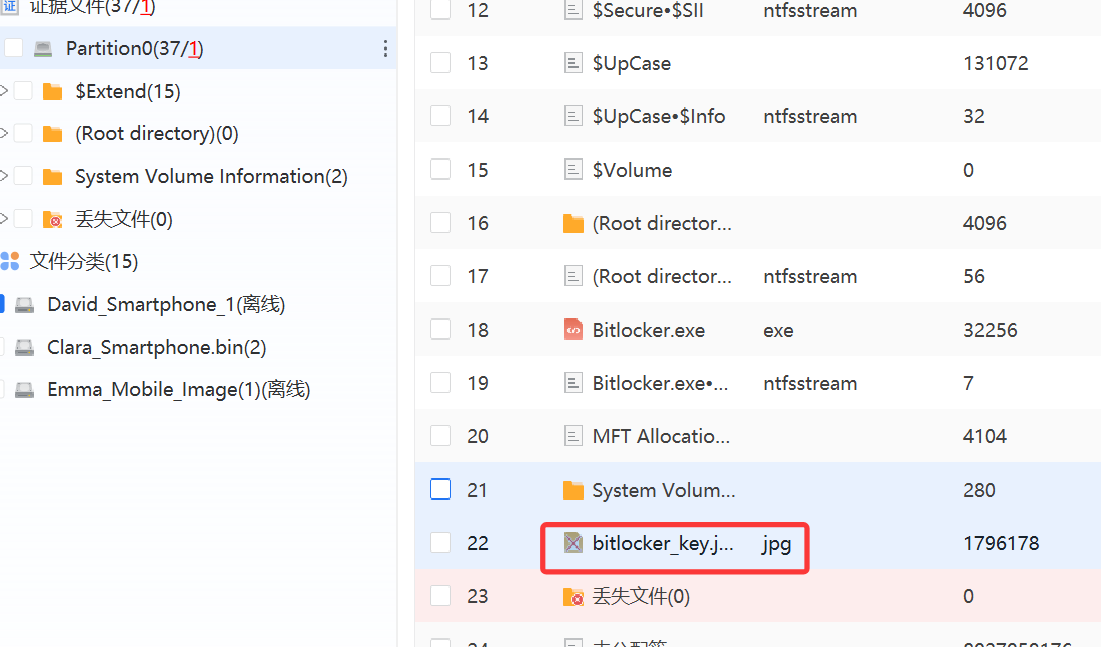 证据文件(37/1)
Partition0(37/1)
$Extend(15)
(Root directory)(0)
System Volume Information(2)
丢失文件(0)
文件分类(15)
David_Smartphone_1(离线)
Clara_Smartphone.bin(2)
Emma_Mobile_Image(1)(离线)
12 $Secure•$SII ntfsstream 4096
13 $UpCase 131072
14 $UpCase•$Info ntfsstream 32
15 $Volume 0
16 (Root director... 4096
17 (Root director... ntfsstream 56
18 Bitlocker.exe exe 32256
19 Bitlocker.exe•... ntfsstream 7
20 MFT Allocatio... 4104
21 System Volum... 280
22 bitlocker_key.j... jpg 1796178
23 丢失文件(0) 0
24